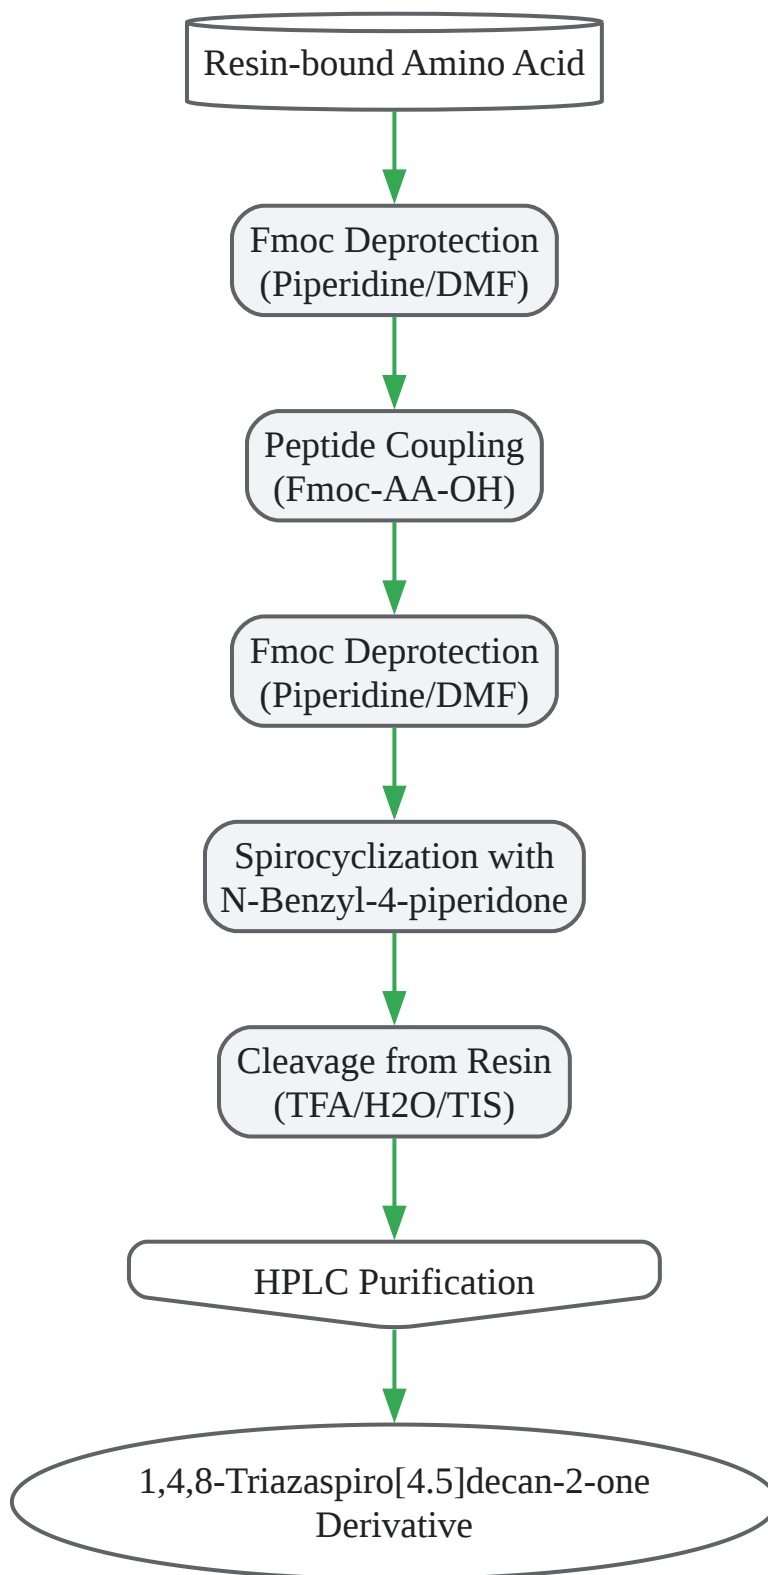 Resin-bound Amino Acid
Fmoc Deprotection
(Piperidine/DMF)
Peptide Coupling
(Fmoc-AA-OH)
Fmoc Deprotection
(Piperidine/DMF)
Spirocyclization with
N-Benzyl-4-piperidone
Cleavage from Resin
(TFA/H2O/TIS)
HPLC Purification
1,4,8-Triazaspiro[4.5]decan-2-one
Derivative